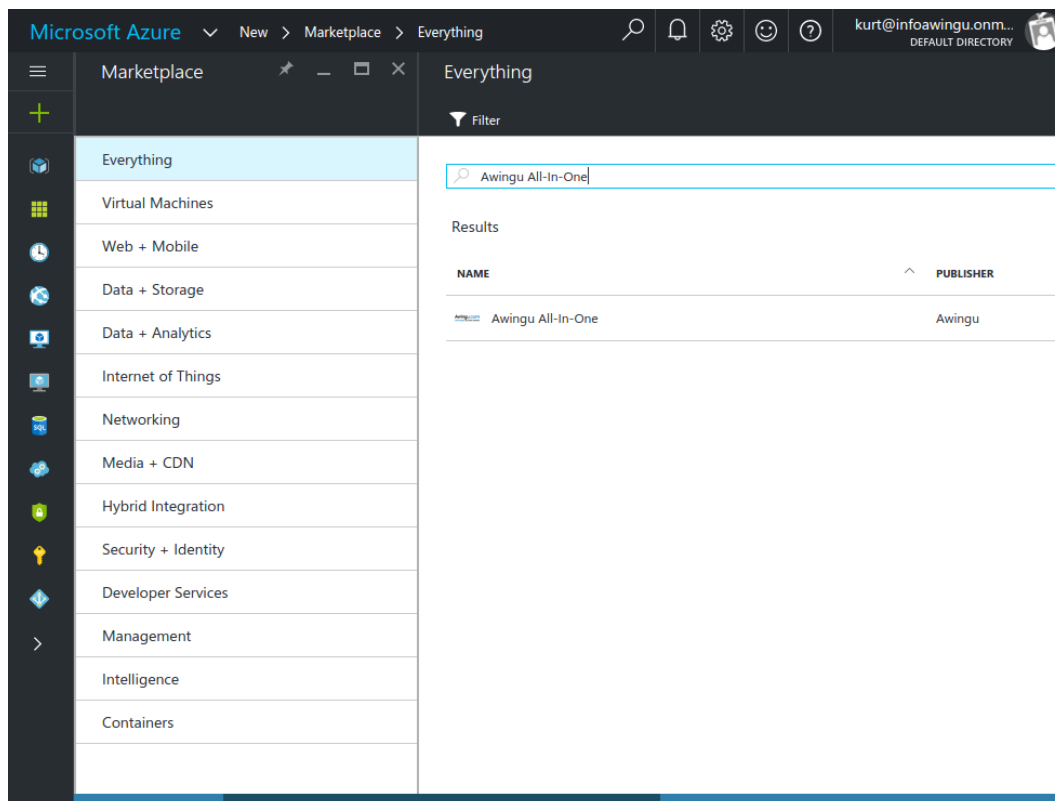 Microsoft Azure New > Marketplace > Everything
kurt@infoawingu.onm...
DEFAULT DIRECTORY
Marketplace
Everything
Filter
Everything
Virtual Machines
Web + Mobile
Data + Storage
Data + Analytics
Internet of Things
Networking
Media + CDN
Hybrid Integration
Security + Identity
Developer Services
Management
Intelligence
Containers
Awingu All-In-One
Results
NAME PUBLISHER
Awingu All-In-One Awingu
SQL